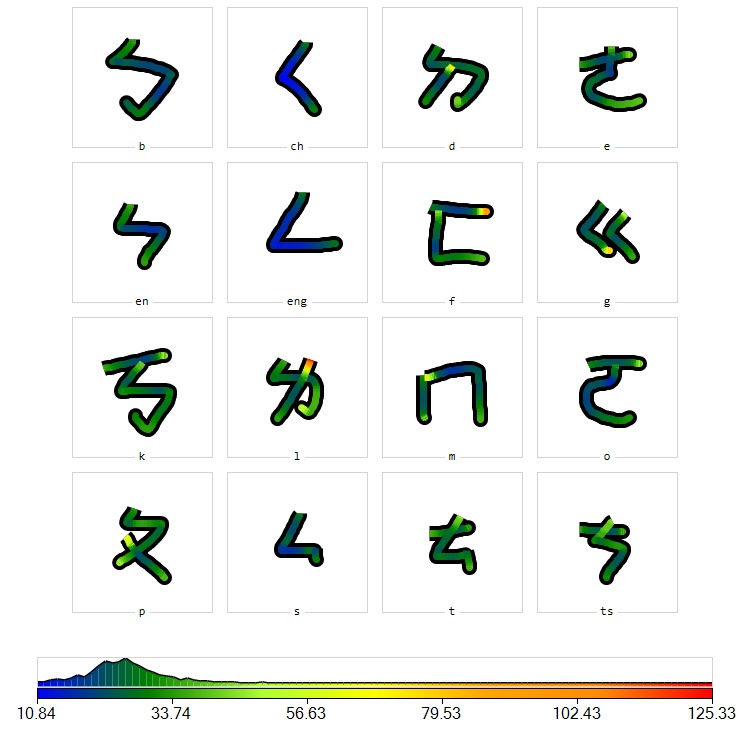 ㄅ ㄑ ㄉ ㄜ
b ch d e
ㄣ ㄥ ㄈ ㄍ
en eng f g
ㄎ ㄌ ㄇ ㄛ
k l m o
ㄆ ㄙ ㄊ ㄘ
p s t ts
10.84 33.74 56.63 79.53 102.43 125.33